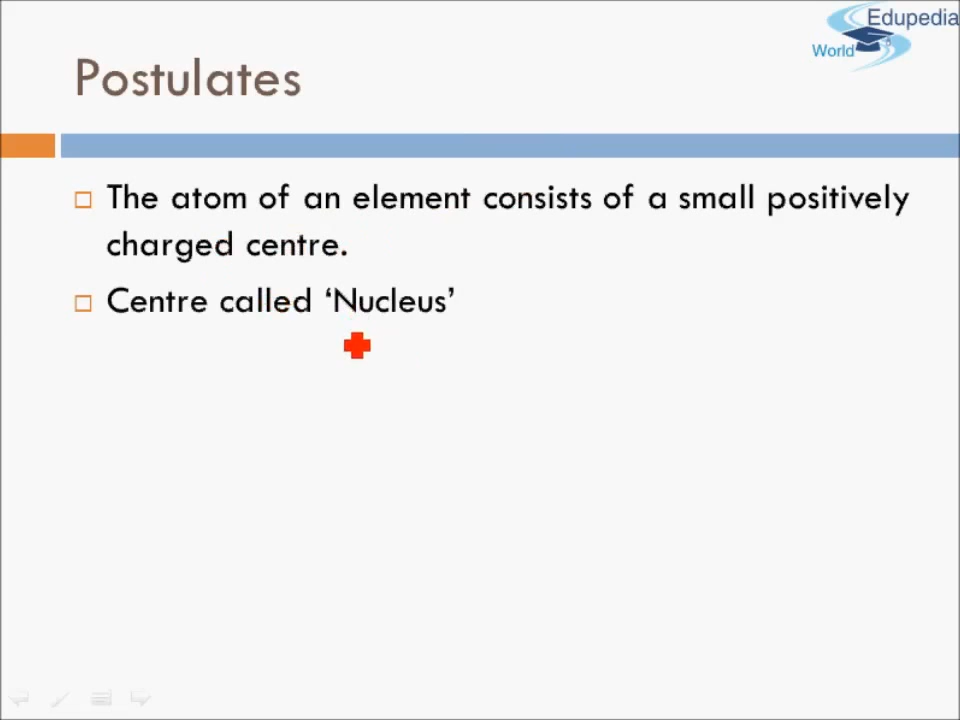 Edupedia
World
Postulates
The atom of an element consists of a small positively
charged centre.
Centre called ‘Nucleus’